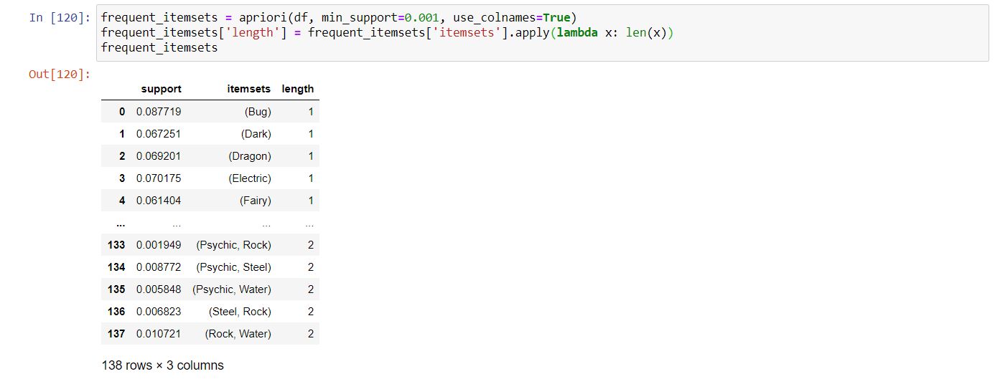 In [120]: frequent_itemsets = apriori(df, min_support=0.001, use_colnames=True)
frequent_itemsets['length'] = frequent_itemsets['itemsets'].apply(lambda x: len(x))
frequent_itemsets
Out[120]:
support itemsets length
0 0.087719 (Bug) 1
1 0.067251 (Dark) 1
2 0.069201 (Dragon) 1
3 0.070175 (Electric) 1
4 0.061404 (Fairy) 1
... ... ... ...
133 0.001949 (Psychic, Rock) 2
134 0.008772 (Psychic, Steel) 2
135 0.005848 (Psychic, Water) 2
136 0.006823 (Steel, Rock) 2
137 0.010721 (Rock, Water) 2
138 rows × 3 columns